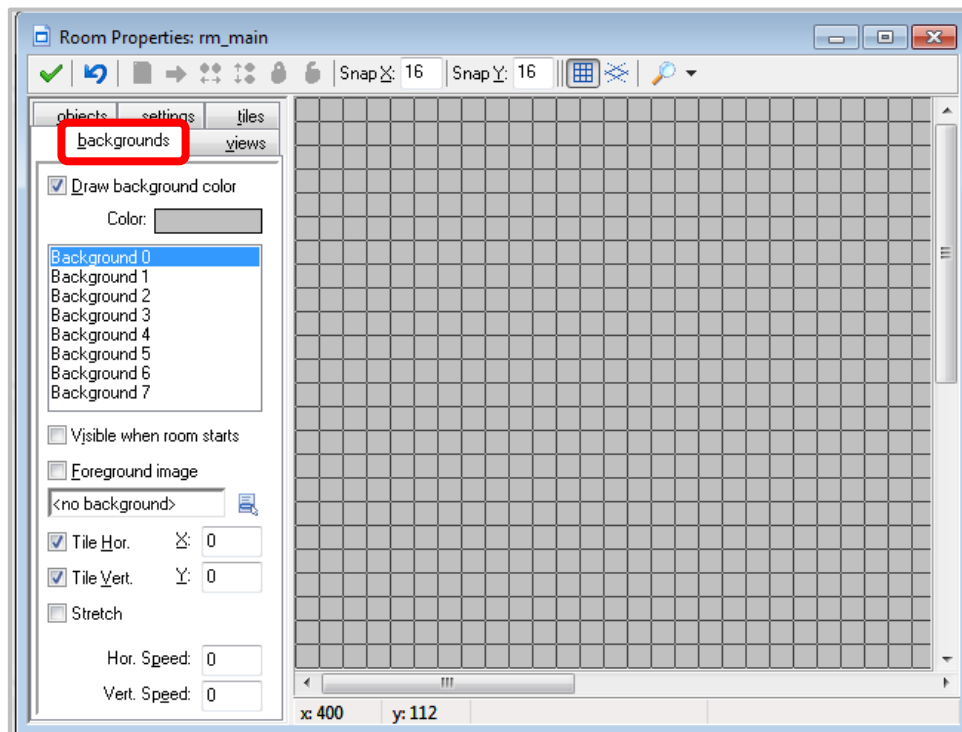 Room Properties: rm_main
Snap X: 16 Snap Y: 16
objects settings tiles
backgrounds views
Draw background color
Color:
Background 0
Background 1
Background 2
Background 3
Background 4
Background 5
Background 6
Background 7
Visible when room starts
Foreground image
<no background>
Tile Hor. X: 0
Tile Vert. Y: 0
Stretch
Hor. Speed: 0
Vert. Speed: 0
x: 400 y: 112